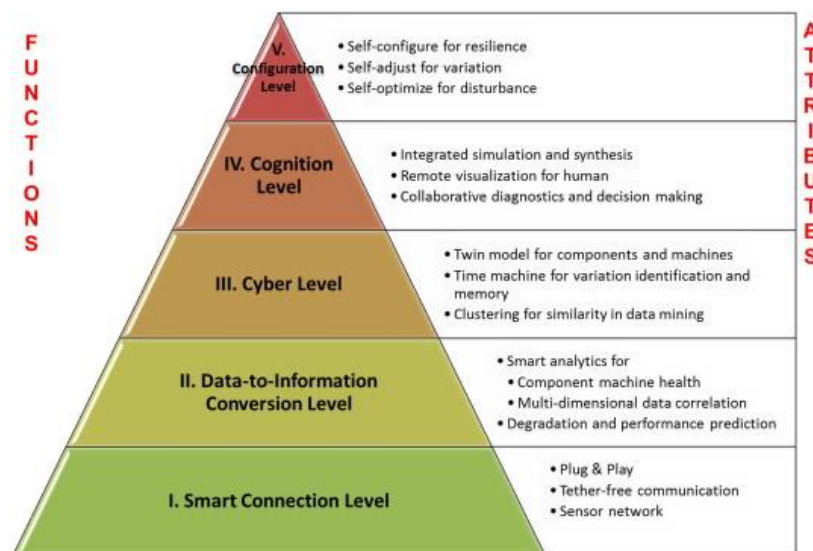 FUNCTIONS
ATTRIBUTES
V.
Configuration
Level
• Self-configure for resilience
• Self-adjust for variation
• Self-optimize for disturbance
IV. Cognition
Level
• Integrated simulation and synthesis
• Remote visualization for human
• Collaborative diagnostics and decision making
III. Cyber Level
• Twin model for components and machines
• Time machine for variation identification and
memory
• Clustering for similarity in data mining
II. Data-to-Information
Conversion Level
• Smart analytics for
• Component machine health
• Multi-dimensional data correlation
• Degradation and performance prediction
I. Smart Connection Level
• Plug & Play
• Tether-free communication
• Sensor network